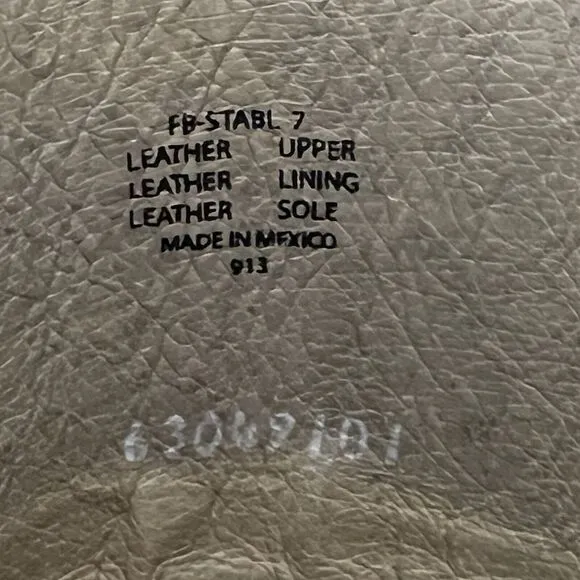 FB-STABL 7
LEATHER UPPER
LEATHER LINING
LEATHER SOLE
MADE IN MEXICO
913